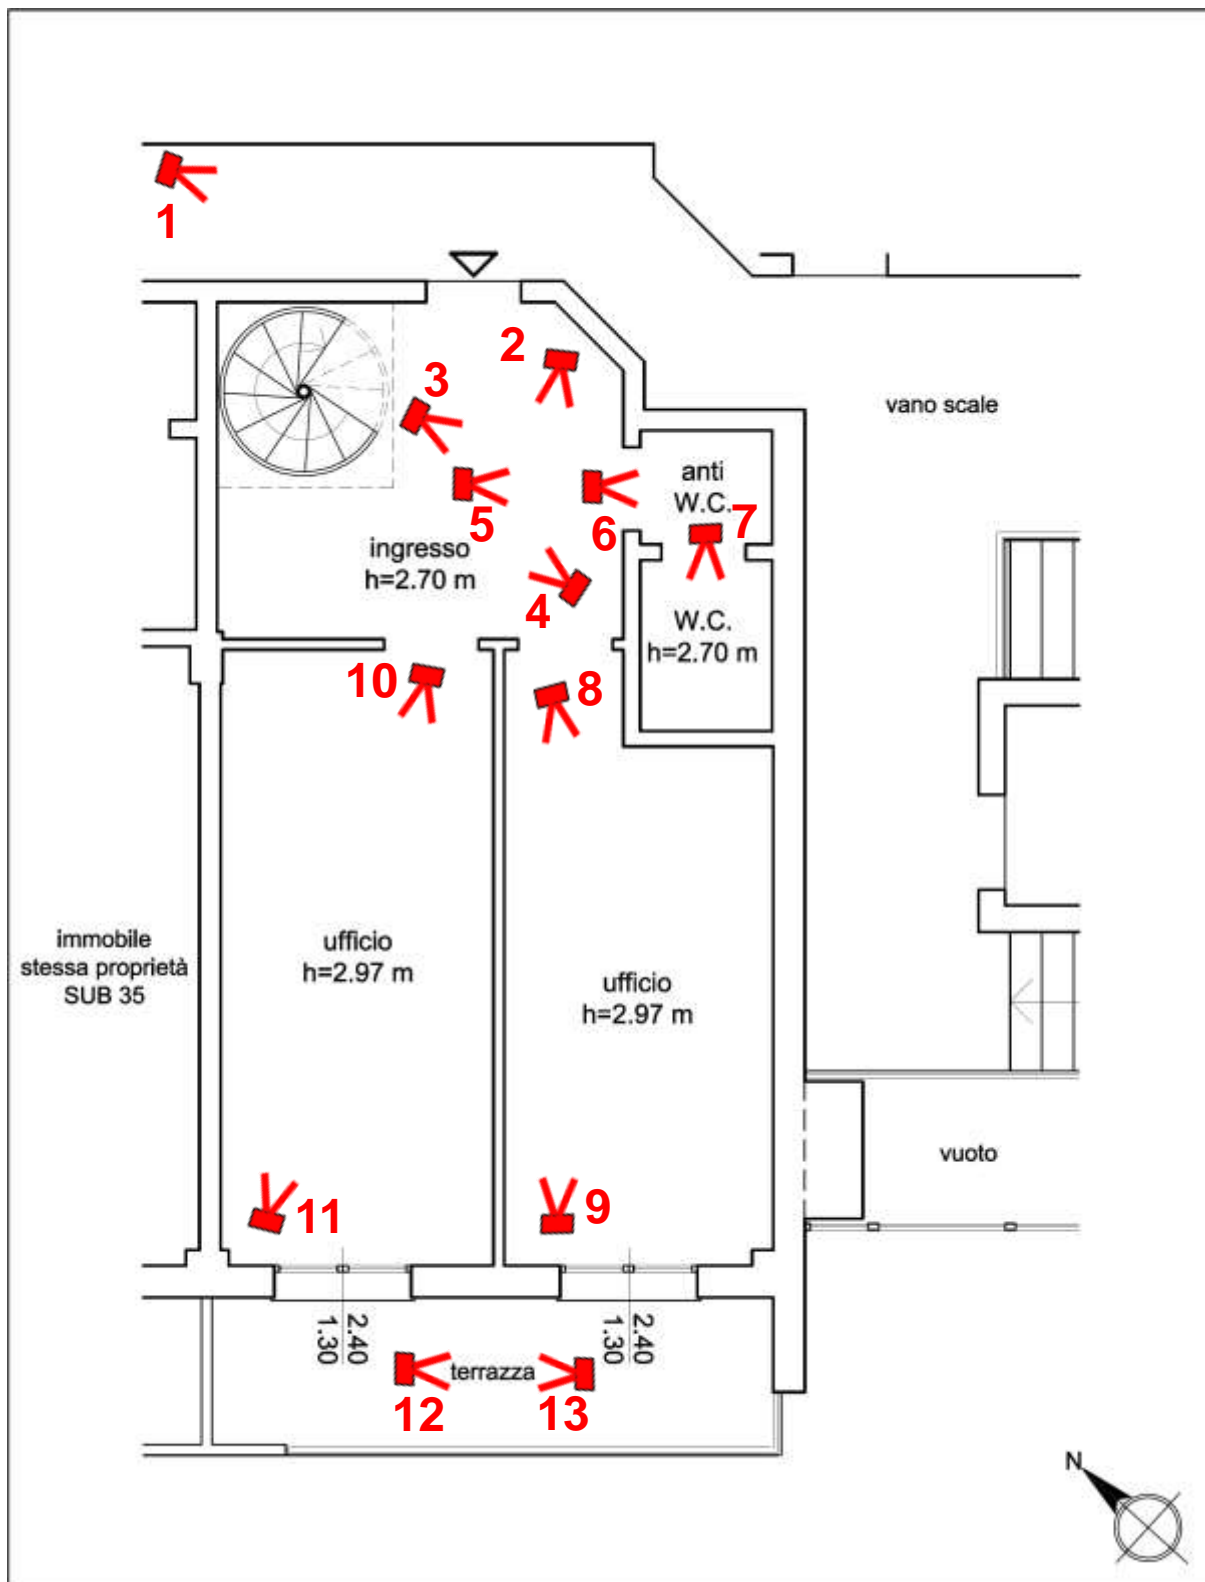 1
2
3
vano scale
anti
W.C.
5
6
7
ingresso
h=2.70 m
4
W.C.
h=2.70 m
10
8
immobile
stessa proprietà
SUB 35
ufficio
h=2.97 m
ufficio
h=2.97 m
vuoto
11
9
2.40
1.30
2.40
1.30
terrazza
12
13
N